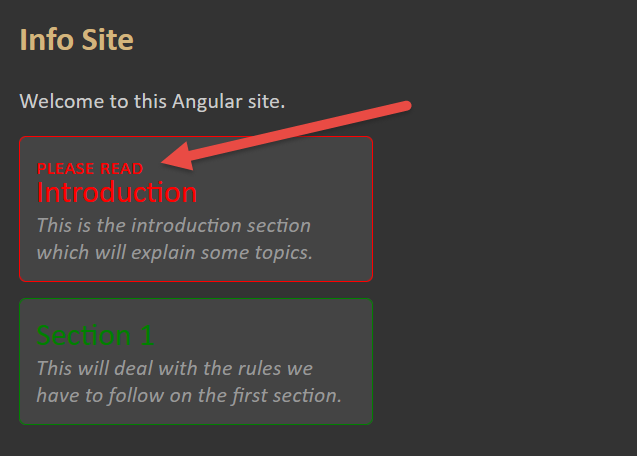 Info Site
Welcome to this Angular site.
PLEASE READ
Introduction
This is the introduction section
which will explain some topics.
Section 1
This will deal with the rules we
have to follow on the first section.